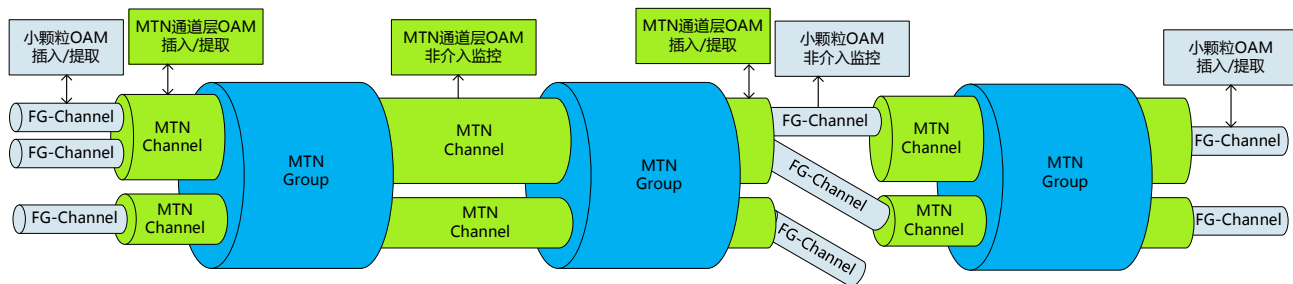 小颗粒OAM
插入/提取
MTN通道层OAM
插入/提取
MTN通道层OAM
非介入监控
MTN通道层OAM
插入/提取
小颗粒OAM
非介入监控
小颗粒OAM
插入/提取
FG-Channel
FG-Channel
FG-Channel
MTN
Channel
MTN
Channel
MTN
Group
MTN
Channel
MTN
Channel
MTN
Group
FG-Channel
FG-Channel
FG-Channel
MTN
Channel
MTN
Channel
MTN
Group
FG-Channel
FG-Channel